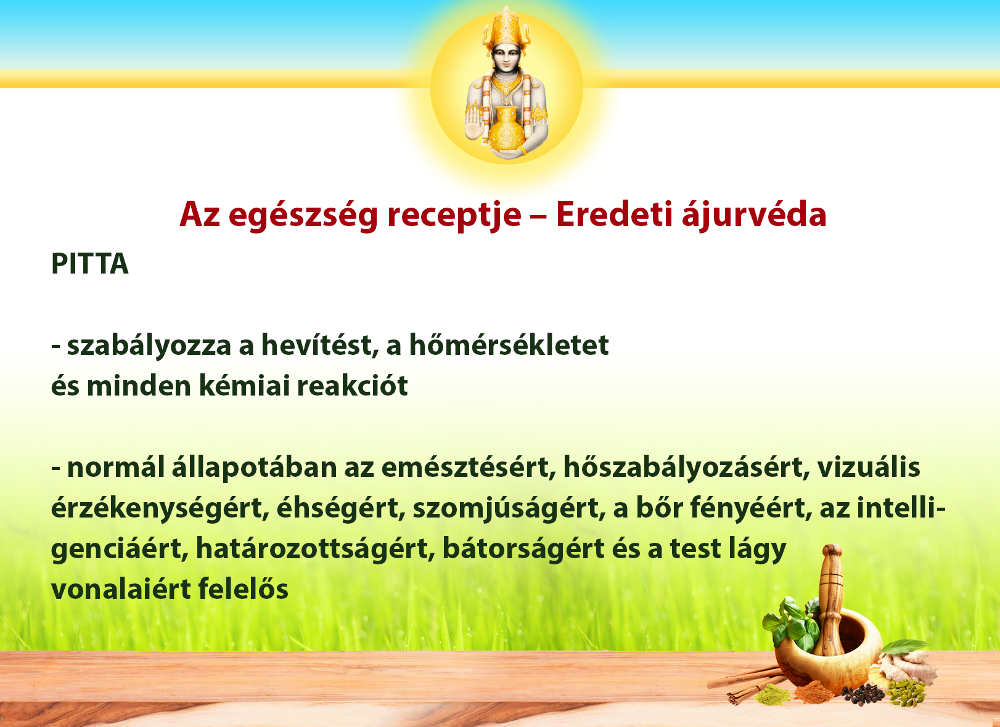 Az egészség receptje – Eredeti ájurvéda
PITTA
- szabályozza a hevítést, a hőmérsékletet
és minden kémiai reakciót
- normál állapotában az emésztésért, hőszabályozásért, vizuális
érzékenységért, éhségért, szomjúságért, a bőr fényéért, az intelli-
genciáért, határozottságért, bátorságért és a test lágy
vonalaiért felelős